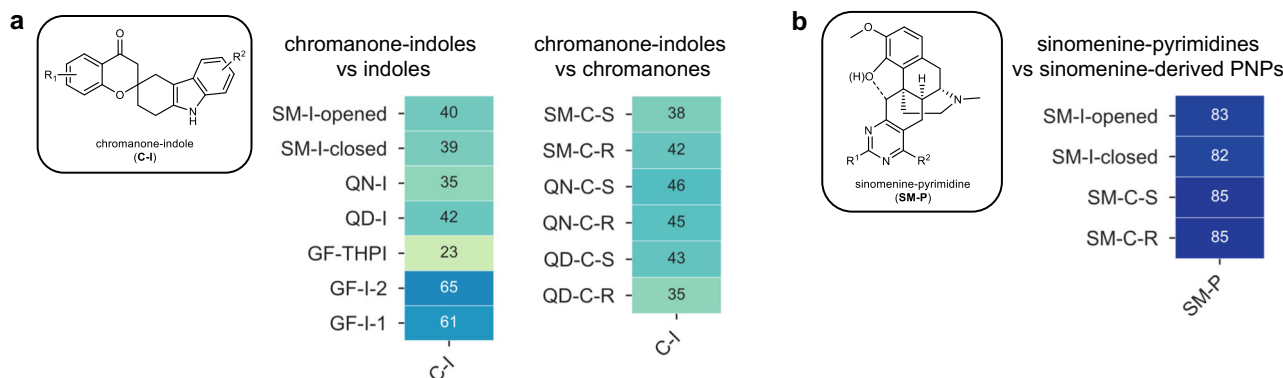 a
O
R1
R2
O
N
H
chromanone-indole
(C-I)
chromanone-indoles
vs indoles
SM-I-opened
40
SM-I-closed
39
QN-I
35
QD-I
42
GF-THPI
23
GF-I-2
65
GF-I-1
61
C-I
chromanone-indoles
vs chromanones
SM-C-S
38
SM-C-R
42
QN-C-S
46
QN-C-R
45
QD-C-S
43
QD-C-R
35
C-I
b
O
(H)O
H
N
N
R1
N
R2
sinomenine-pyrimidine
(SM-P)
sinomenine-pyrimidines
vs sinomenine-derived PNPs
SM-I-opened
83
SM-I-closed
82
SM-C-S
85
SM-C-R
85
SM-P